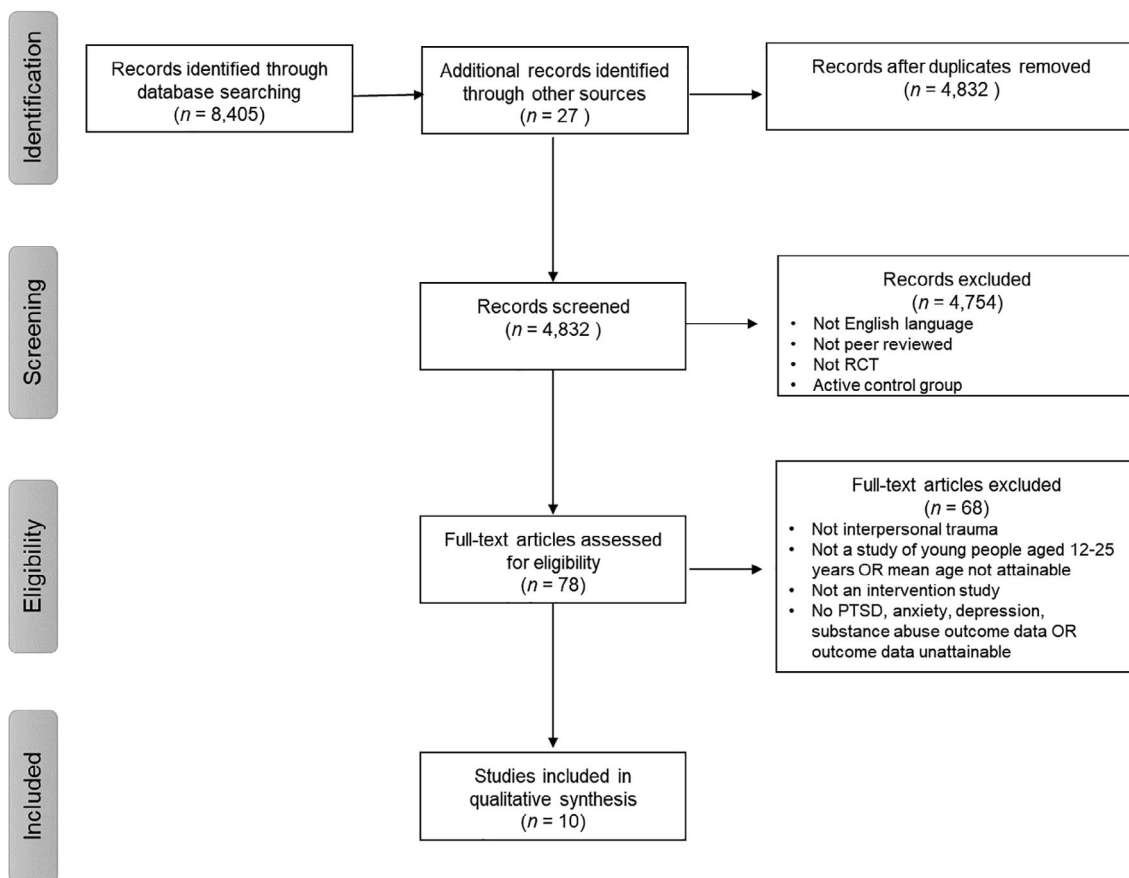 Identification
Records identified through
database searching
(n = 8,405)
Additional records identified
through other sources
(n = 27 )
Records after duplicates removed
(n = 4,832 )
Screening
Records screened
(n = 4,832 )
Records excluded
(n = 4,754)
• Not English language
• Not peer reviewed
• Not RCT
• Active control group
Eligibility
Full-text articles assessed
for eligibility
(n = 78)
Full-text articles excluded
(n = 68)
• Not interpersonal trauma
• Not a study of young people aged 12-25
years OR mean age not attainable
• Not an intervention study
• No PTSD, anxiety, depression,
substance abuse outcome data OR
outcome data unattainable
Included
Studies included in
qualitative synthesis
(n = 10)